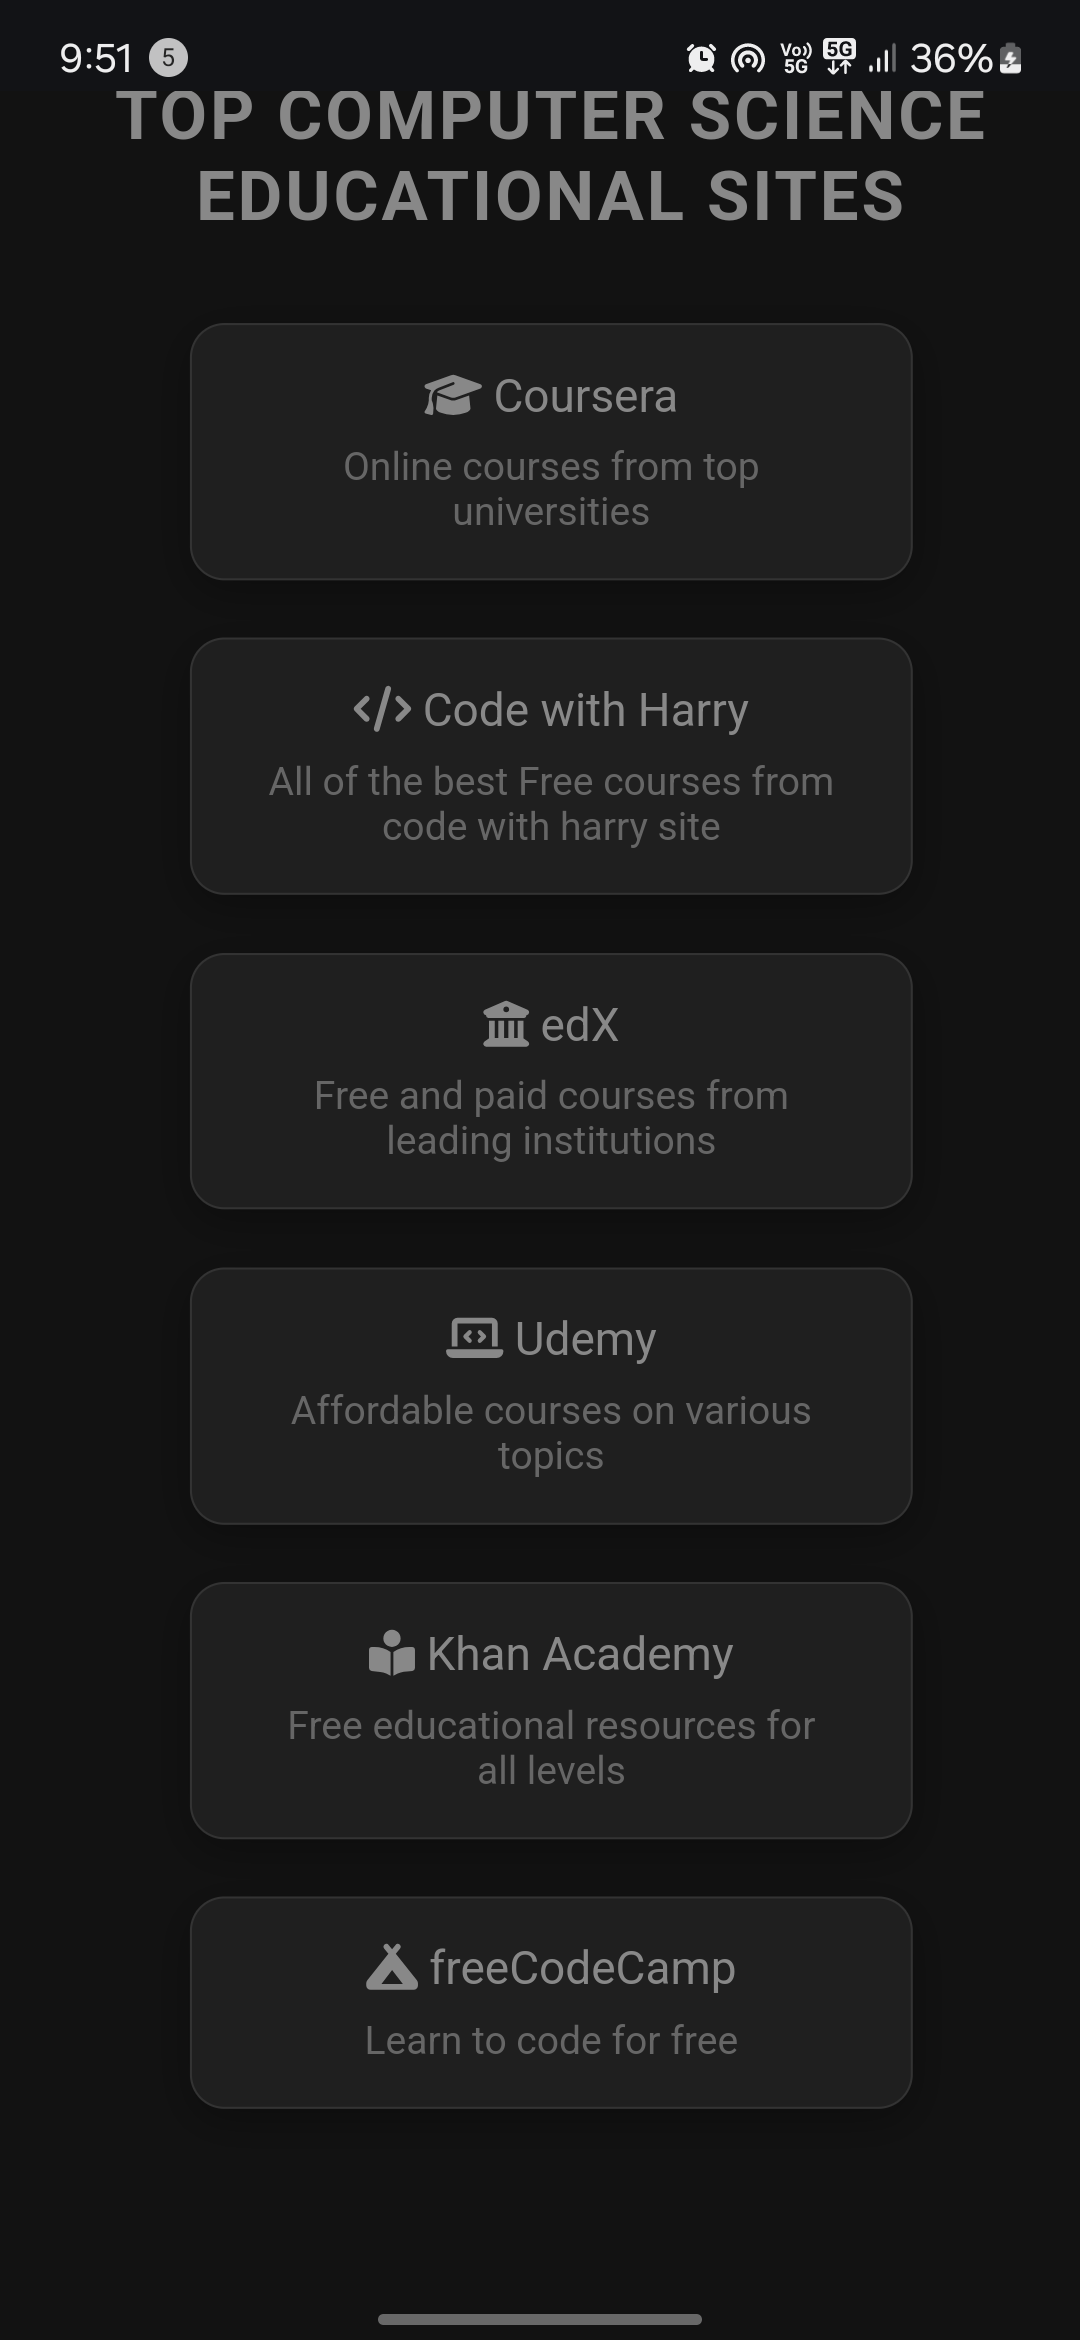 9:51 5 Vo)) 5G 5G 36%
TOP COMPUTER SCIENCE
EDUCATIONAL SITES
Coursera
Online courses from top
universities
</> Code with Harry
All of the best Free courses from
code with harry site
edX
Free and paid courses from
leading institutions
Udemy
Affordable courses on various
topics
Khan Academy
Free educational resources for
all levels
freeCodeCamp
Learn to code for free